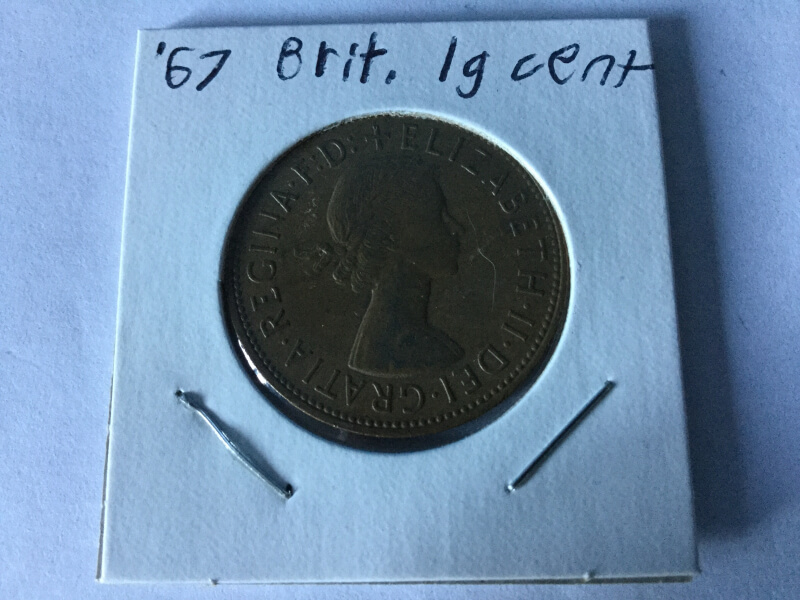 '67 Brit. lg cent
+ ELIZABETH · II · DEI · GRATIA · REGINA · F: D: